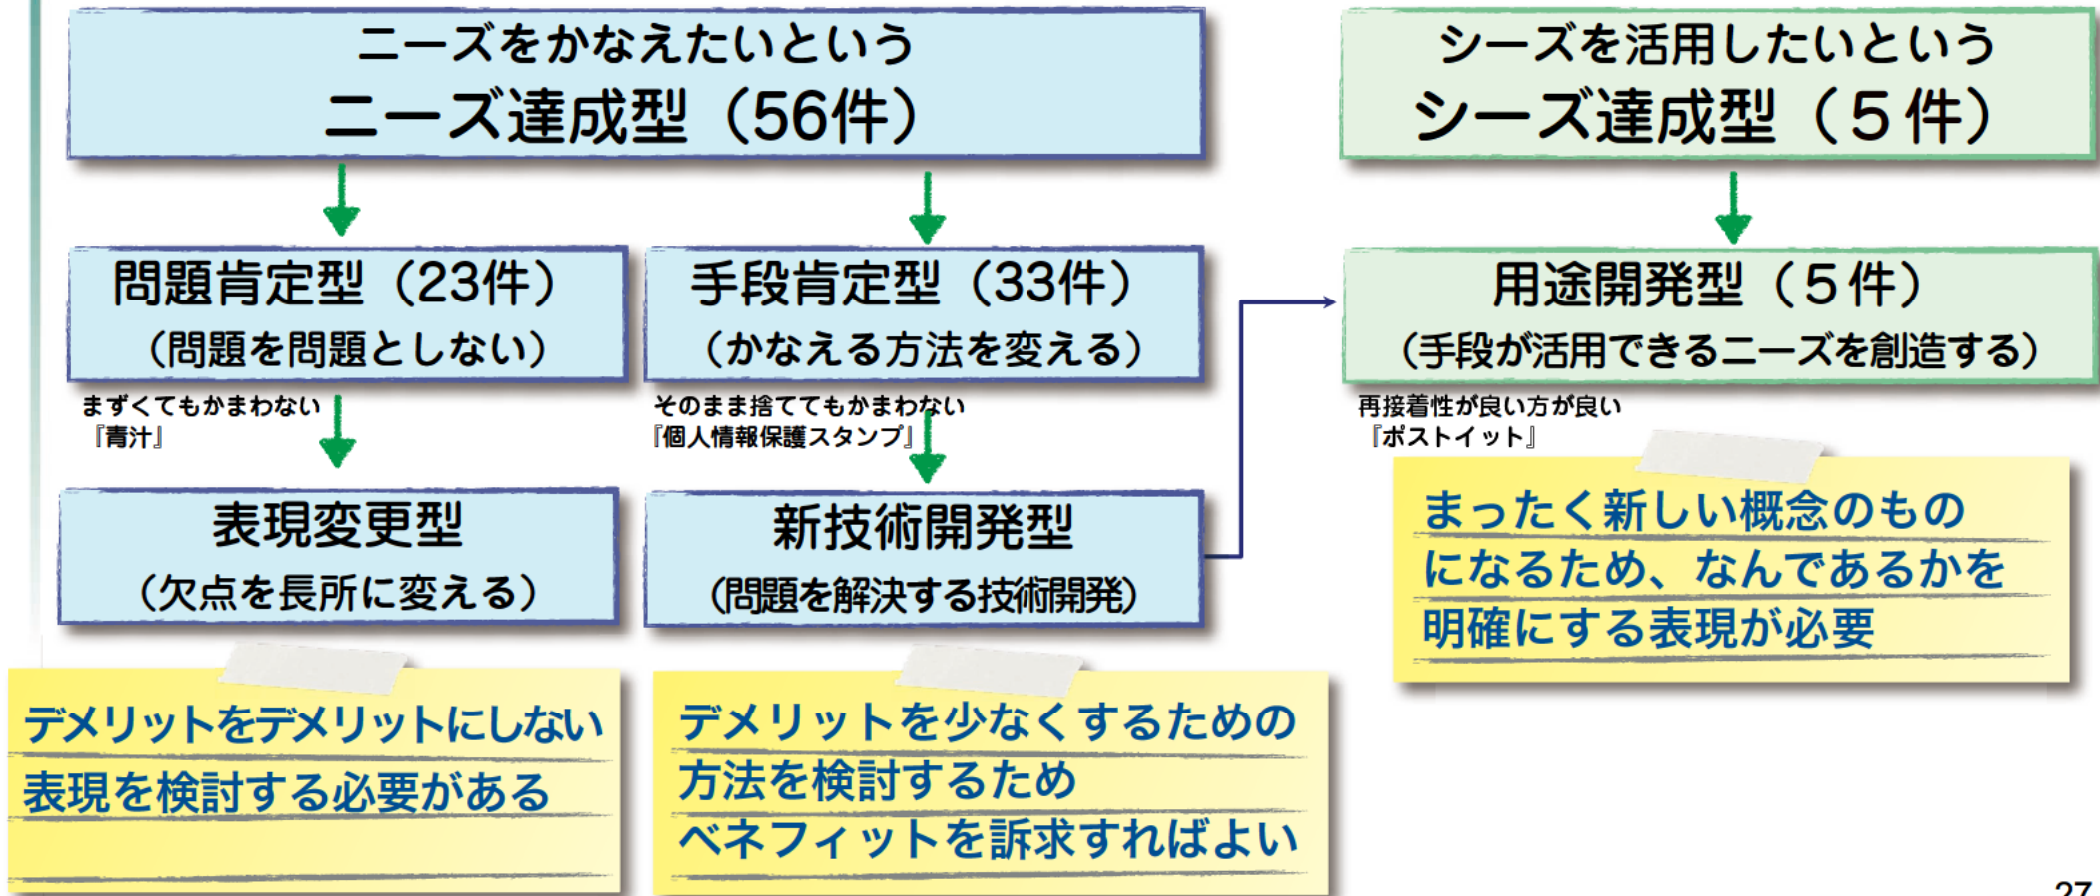 ニーズをかなえたいという
ニーズ達成型（56件）
シーズを活用したいという
シーズ達成型（５件）
問題肯定型（23件）
（問題を問題としない）
手段肯定型（33件）
（かなえる方法を変える）
用途開発型（５件）
（手段が活用できるニーズを創造する）
まずくてもかまわない
『青汁』
そのまま捨ててもかまわない
『個人情報保護スタンプ』
再接着性が良い方が良い
『ポストイット』
表現変更型
（欠点を長所に変える）
新技術開発型
（問題を解決する技術開発）
まったく新しい概念のもの
になるため、なんであるかを
明確にする表現が必要
デメリットをデメリットにしない
表現を検討する必要がある
デメリットを少なくするための
方法を検討するため
ベネフィットを訴求すればよい
27